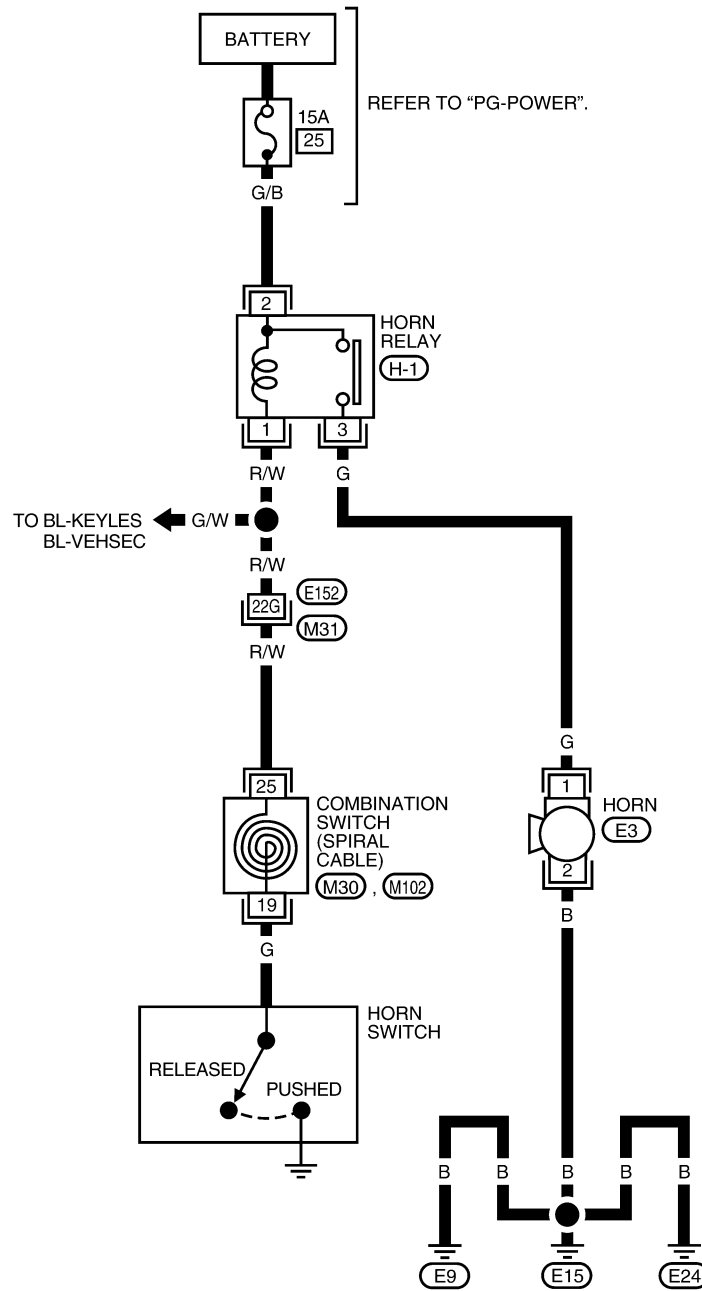 BATTERY
REFER TO “PG-POWER”.
15A
25
G/B
2
HORN
RELAY
H-1
1
3
R/W
G
TO BL-KEYLES
BL-VEHSEC
G/W
R/W
22G
E152
M31
R/W
G
25
1
COMBINATION
SWITCH
(SPIRAL
CABLE)
M30 , M102
HORN
E3
2
19
B
G
HORN
SWITCH
RELEASED
PUSHED
B B B B B
E9 E15 E24